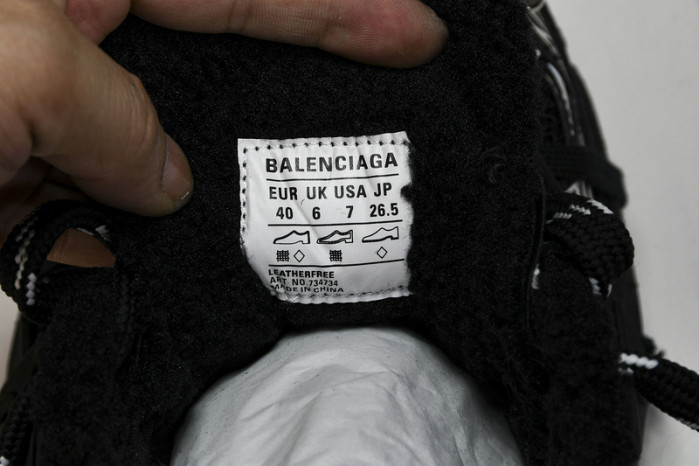 BALENCIAGA
EUR UK USA JP
40 6 7 26.5
LEATHERFREE
ART NO.734734
MADE IN CHINA